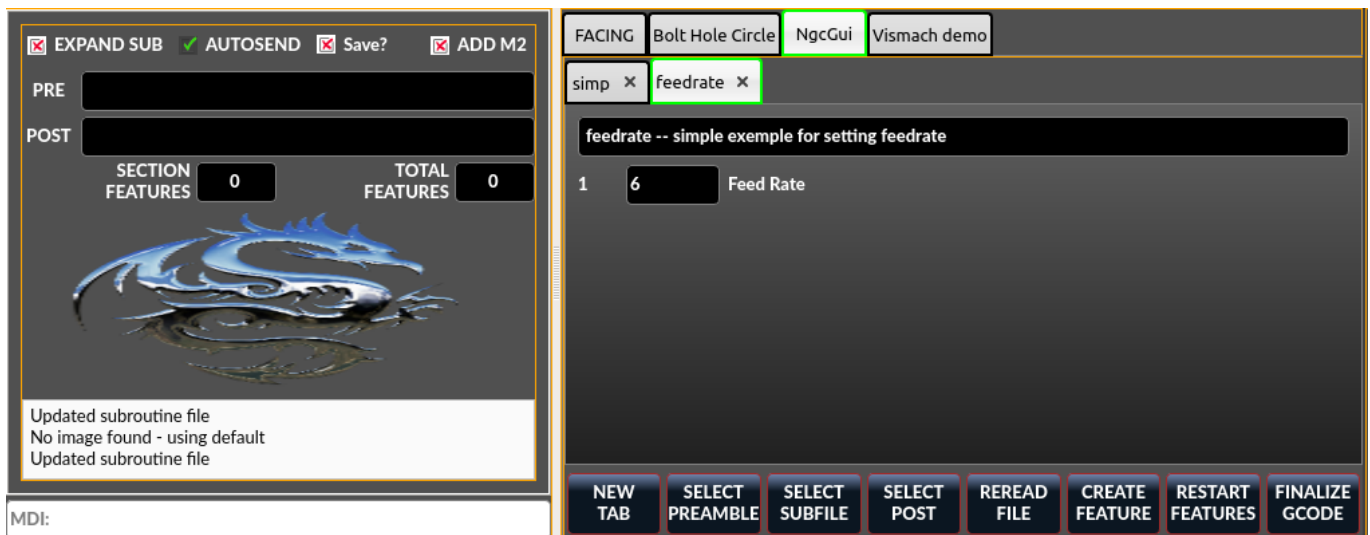 EXPAND SUB AUTOSEND Save? ADD M2
PRE
POST
SECTION FEATURES 0 TOTAL FEATURES 0
Updated subroutine file
No image found - using default
Updated subroutine file
MDI:
FACING Bolt Hole Circle NgcGui Vismach demo
simp × feedrate ×
feedrate -- simple exemple for setting feedrate
1 6 Feed Rate
NEW TAB SELECT PREAMBLE SELECT SUBFILE SELECT POST REREAD FILE CREATE FEATURE RESTART FEATURES FINALIZE GCODE